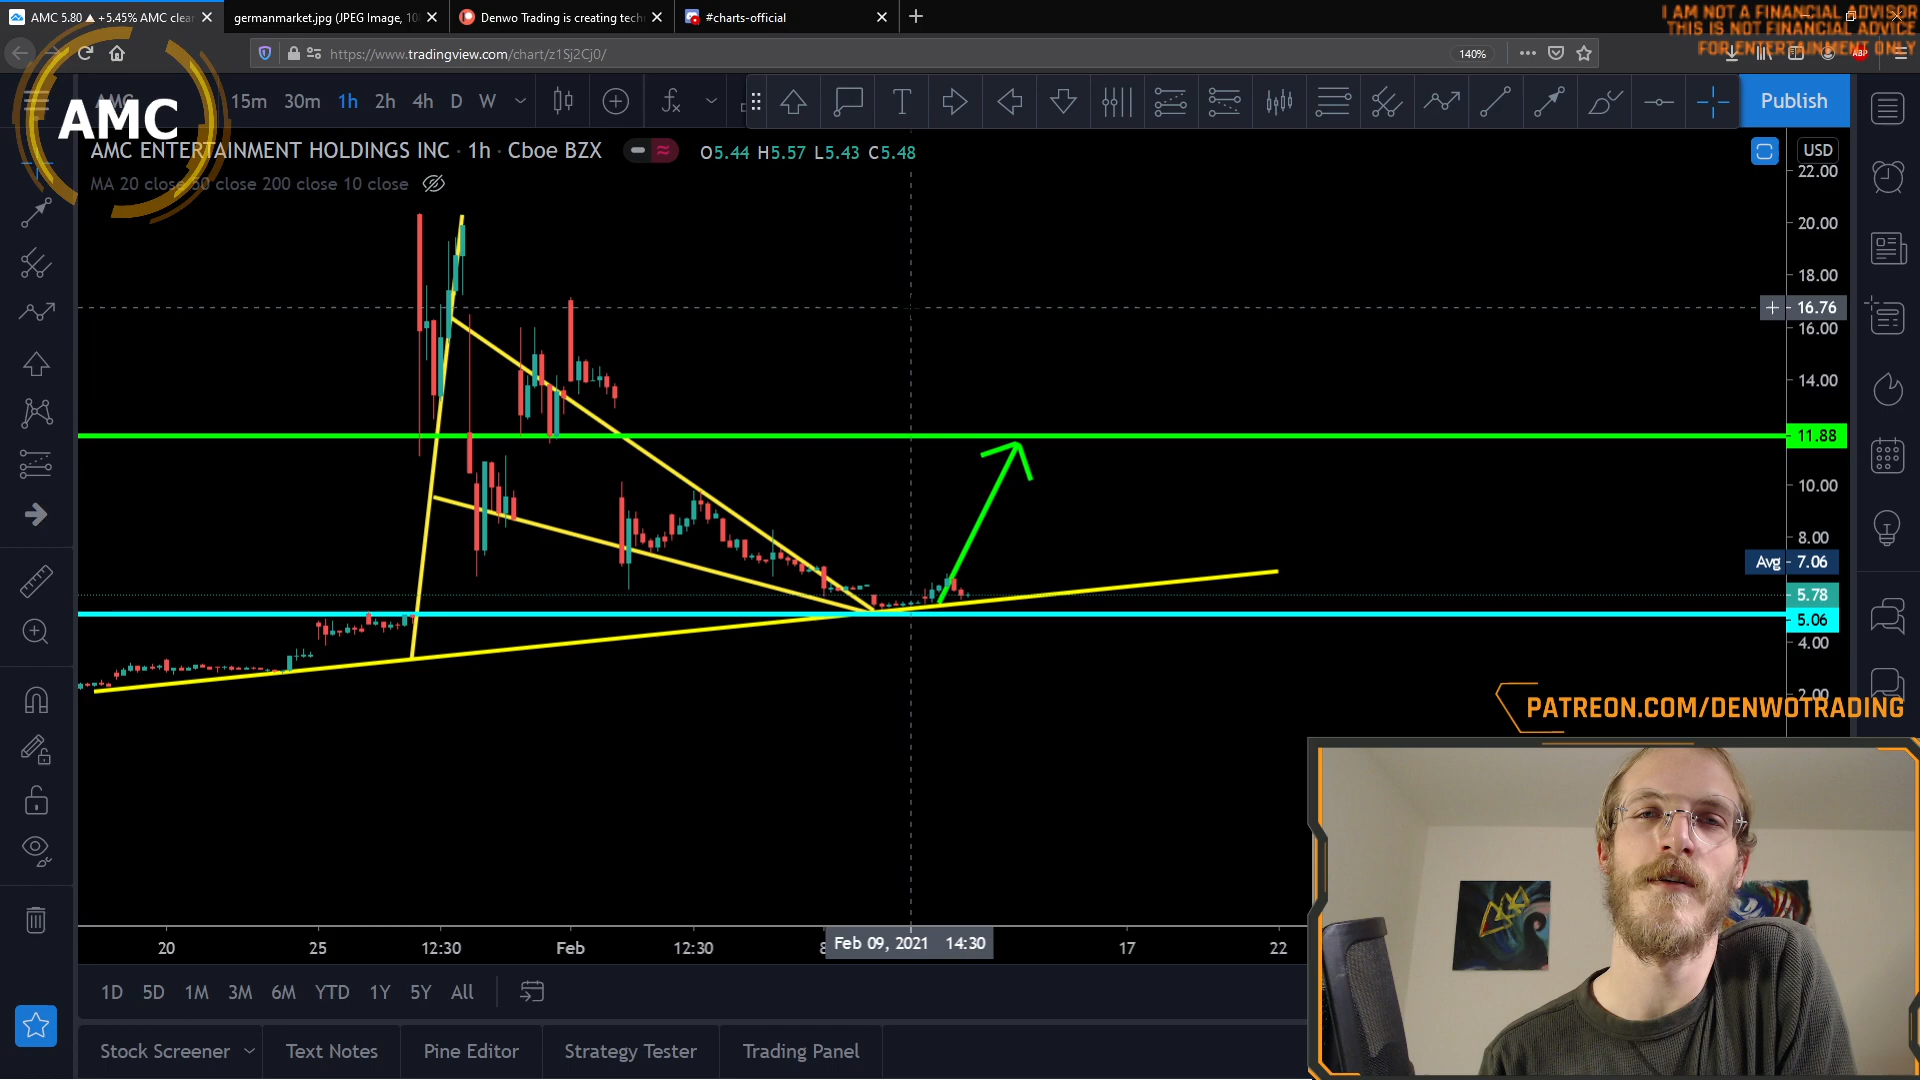 AMC 5.80 ▲ +5.45% AMC clear
germanmarket.jpg (JPEG Image, 10
Denwo Trading is creating tech
#charts-official
I AM NOT A FINANCIAL ADVISOR
THIS IS NOT FINANCIAL ADVICE
FOR ENTERTAINMENT ONLY
https://www.tradingview.com/chart/z1Sj2Cj0/
140%
ABP
AMC
AMC
15m 30m 1h 2h 4h D W
Publish
AMC ENTERTAINMENT HOLDINGS INC · 1h · Cboe BZX
O5.44 H5.57 L5.43 C5.48
USD
MA 20 close 50 close 200 close 10 close
22.00
20.00
18.00
16.76
16.00
14.00
11.88
10.00
8.00
Avg 7.06
5.78
5.06
4.00
2.00
PATREON.COM/DENWOTRADING
20 25 12:30 Feb 12:30 8 Feb 09, 2021 14:30 17 22
1D 5D 1M 3M 6M YTD 1Y 5Y All
Stock Screener Text Notes Pine Editor Strategy Tester Trading Panel